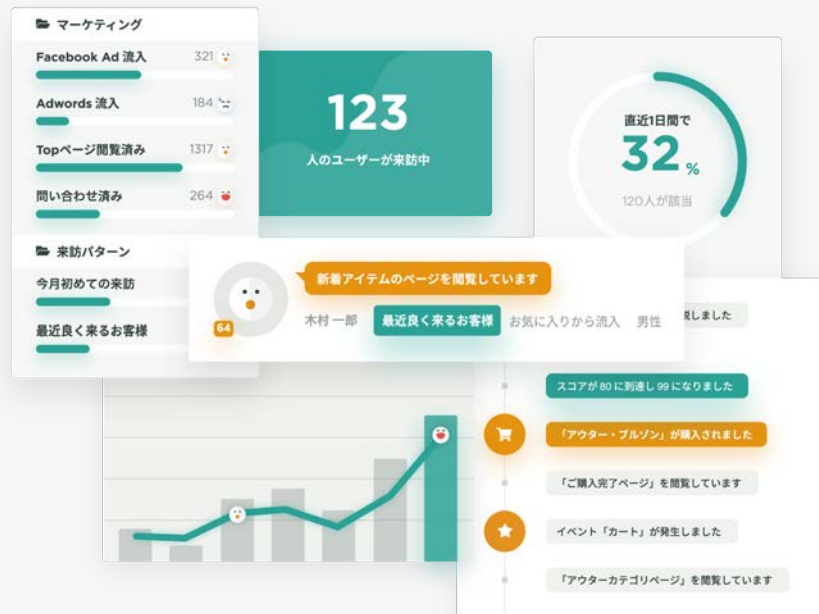 マーケティング
Facebook Ad 流入 321
Adwords 流入 184
Topページ閲覧済み 1317
問い合わせ済み 264
来訪パターン
今月初めての来訪
最近良く来るお客様
123
人のユーザーが来訪中
直近1日間で
32 %
120人が該当
新着アイテムのページを閲覧しています
64
木村 一郎 最近良く来るお客様 お気に入りから流入 男性
しました
スコアが 80 に到達し 99 になりました
「アウター・ブルゾン」が購入されました
「ご購入完了ページ」を閲覧しています
イベント「カート」が発生しました
「アウターカテゴリページ」を閲覧しています